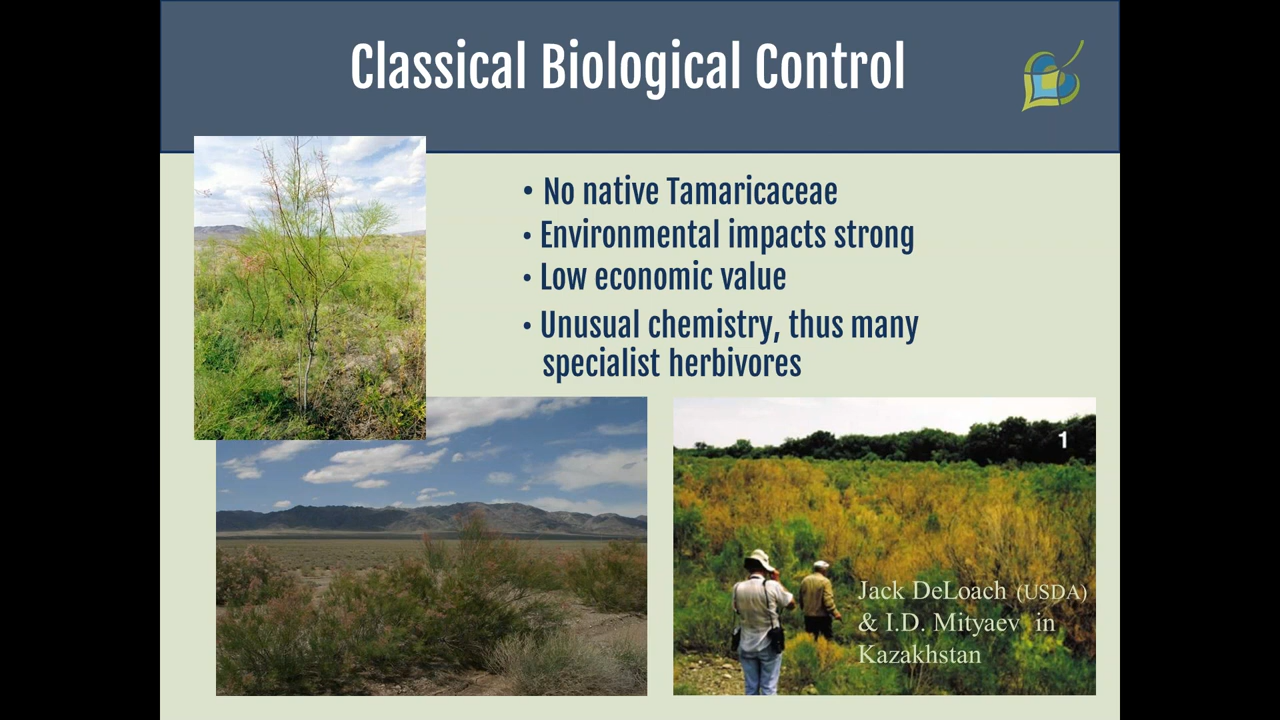 Classical Biological Control
• No native Tamaricaceae
• Environmental impacts strong
• Low economic value
• Unusual chemistry, thus many
specialist herbivores
1
Jack DeLoach (USDA)
& I.D. Mityaev in
Kazakhstan